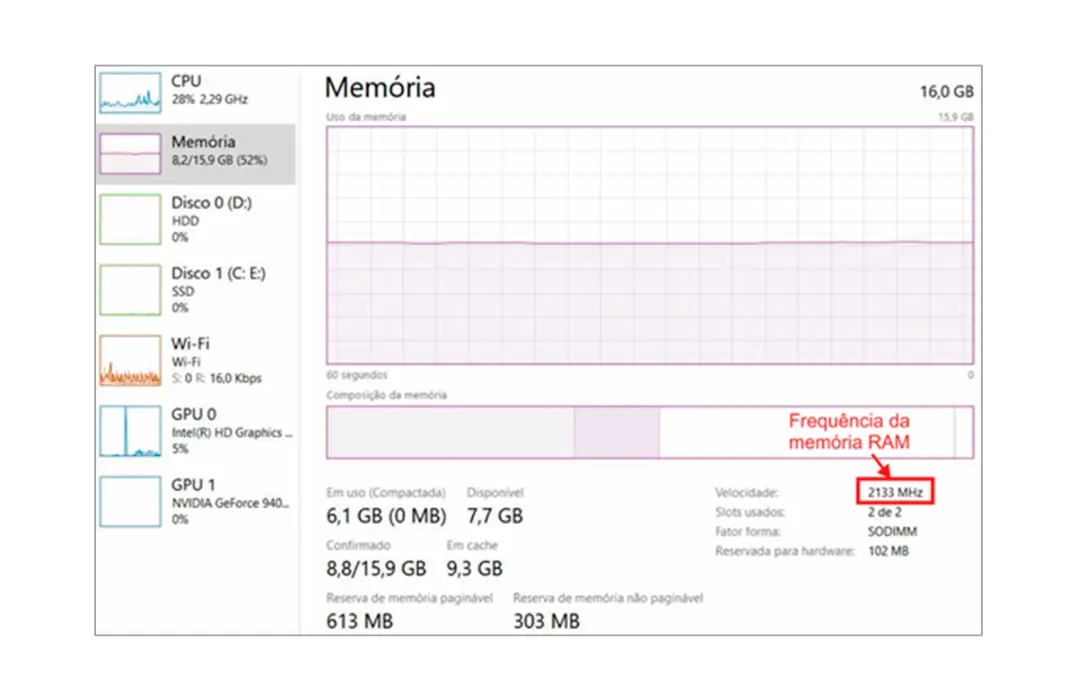 CPU
28% 2,29 GHz
Memória
8,2/15,9 GB (52%)
Disco 0 (D:)
HDD
0%
Disco 1 (C: E:)
SSD
0%
Wi-Fi
Wi-Fi
S: 0 R: 16,0 Kbps
GPU 0
Intel(R) HD Graphics ...
5%
GPU 1
NVIDIA GeForce 940...
0%
Memória
16,0 GB
Uso da memória
15,9 GB
60 segundos
0
Composição da memória
Frequência da
memória RAM
Em uso (Compactada)
Disponível
6,1 GB (0 MB)
7,7 GB
Confirmado
Em cache
8,8/15,9 GB
9,3 GB
Reserva de memória paginável
Reserva de memória não paginável
613 MB
303 MB
Velocidade:
2133 MHz
Slots usados:
2 de 2
Fator forma:
SODIMM
Reservada para hardware:
102 MB